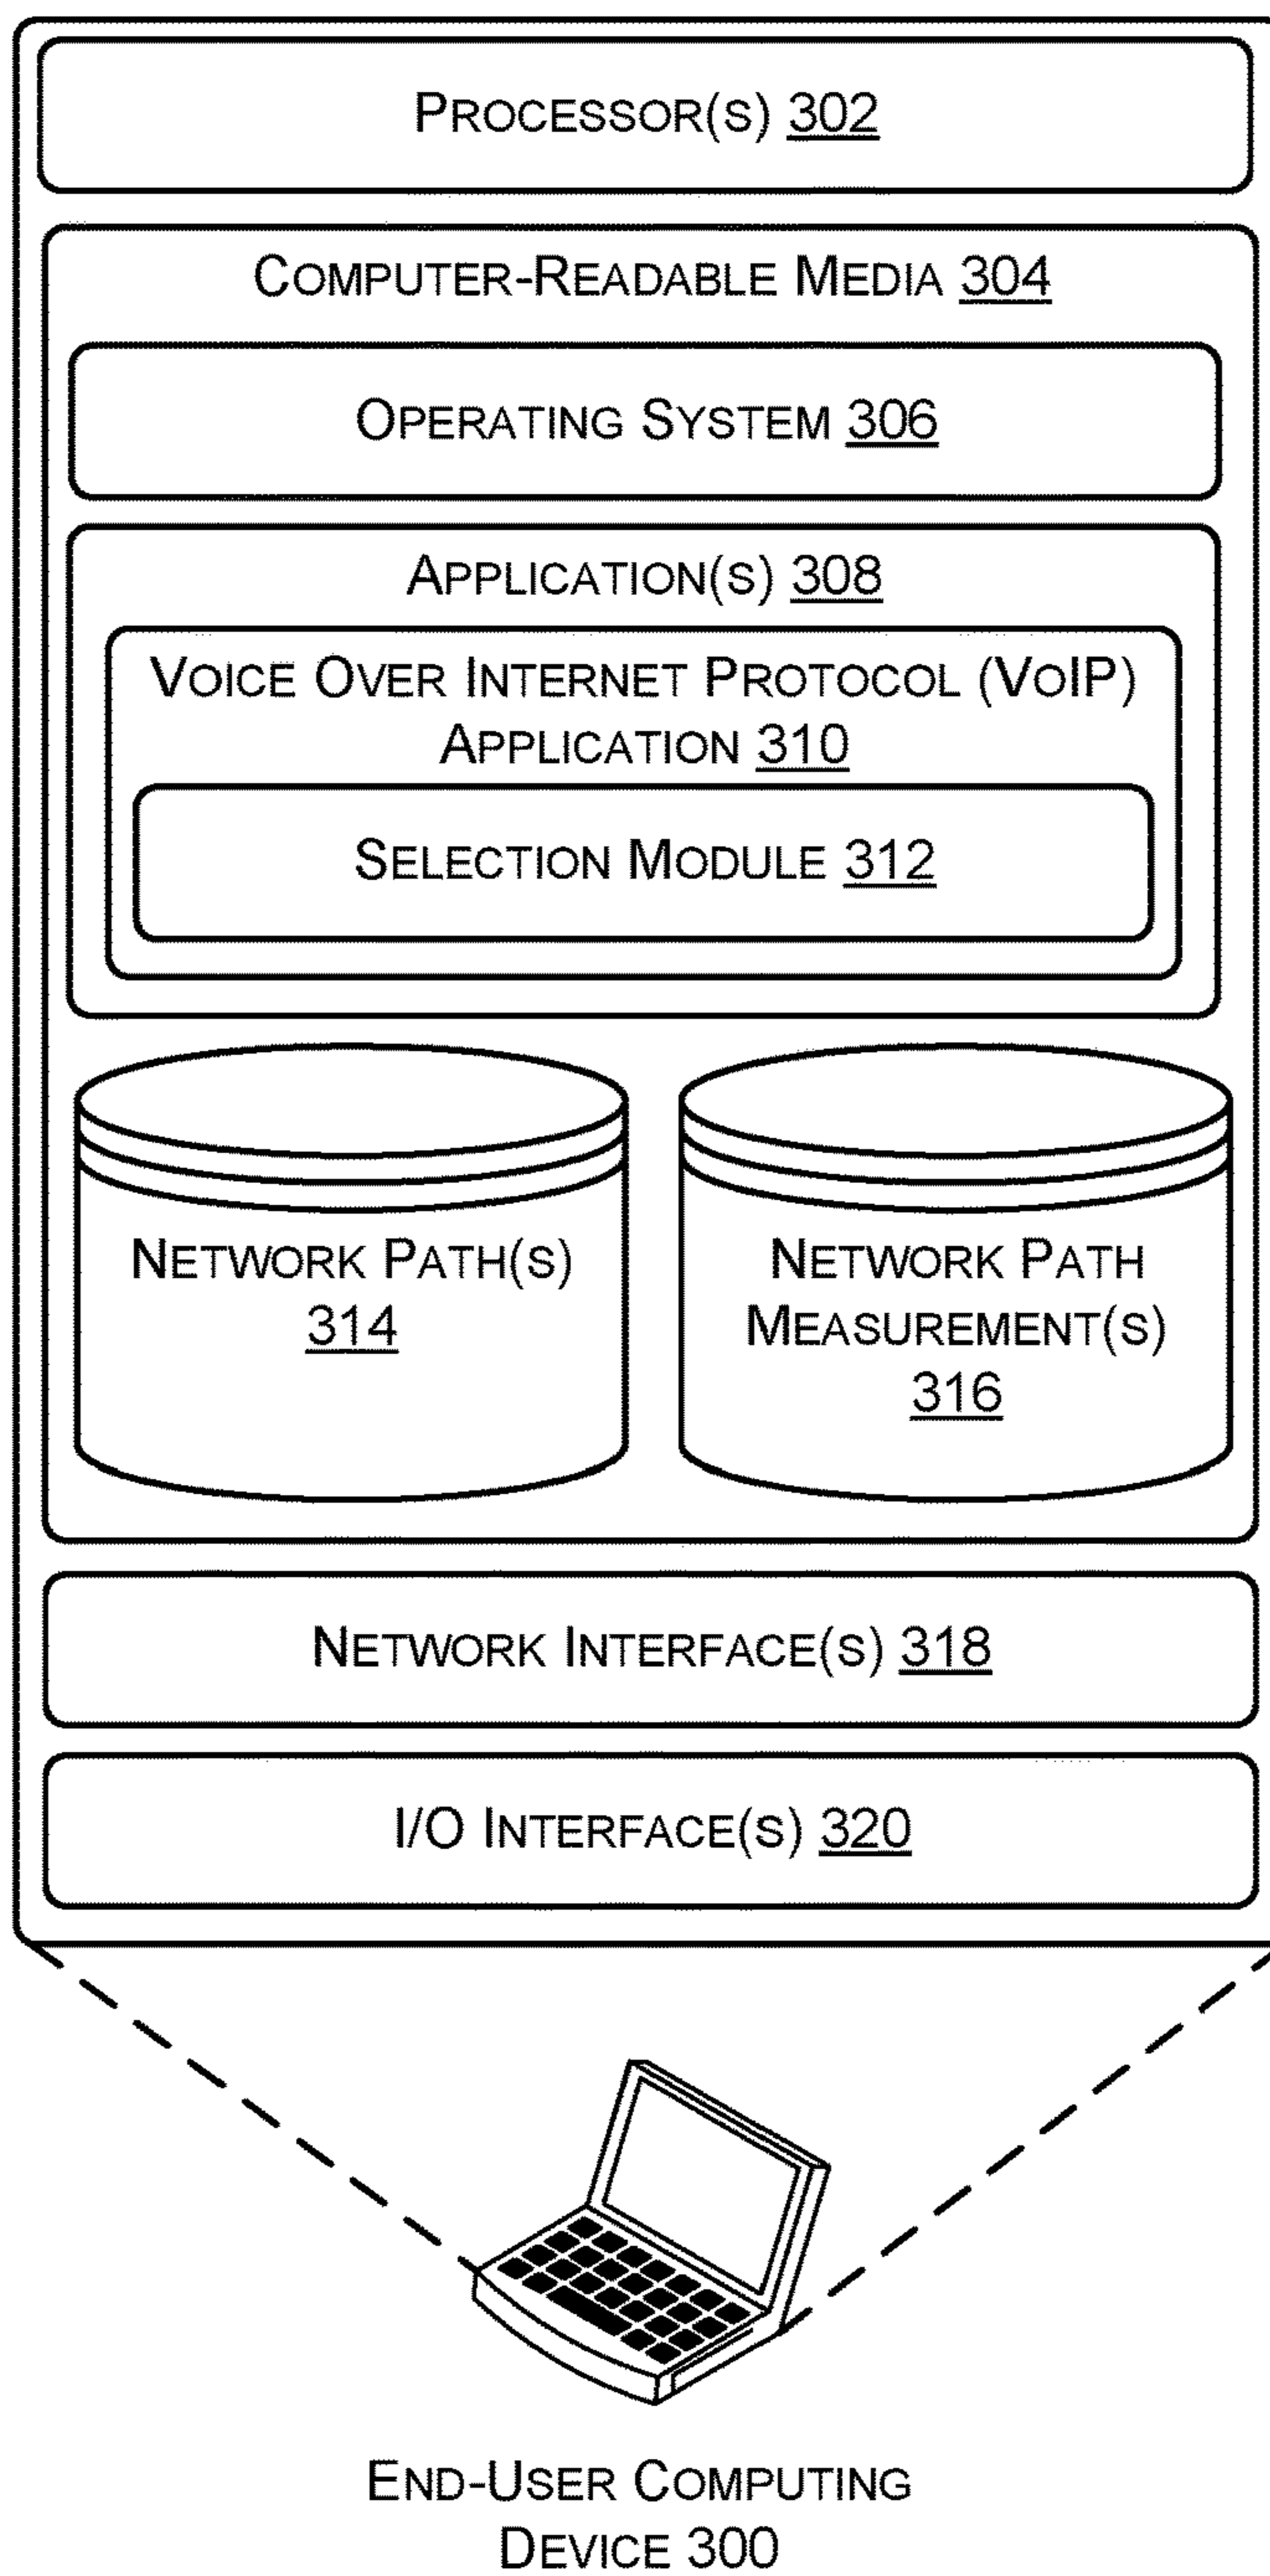 PROCESSOR(S) 302
COMPUTER-READABLE MEDIA 304
OPERATING SYSTEM 306
APPLICATION(S) 308
VOICE OVER INTERNET PROTOCOL (VOIP)
APPLICATION 310
SELECTION MODULE 312
NETWORK PATH(S)
314
NETWORK PATH
MEASUREMENT(S)
316
NETWORK INTERFACE(S) 318
I/O INTERFACE(S) 320
END-USER COMPUTING
DEVICE 300